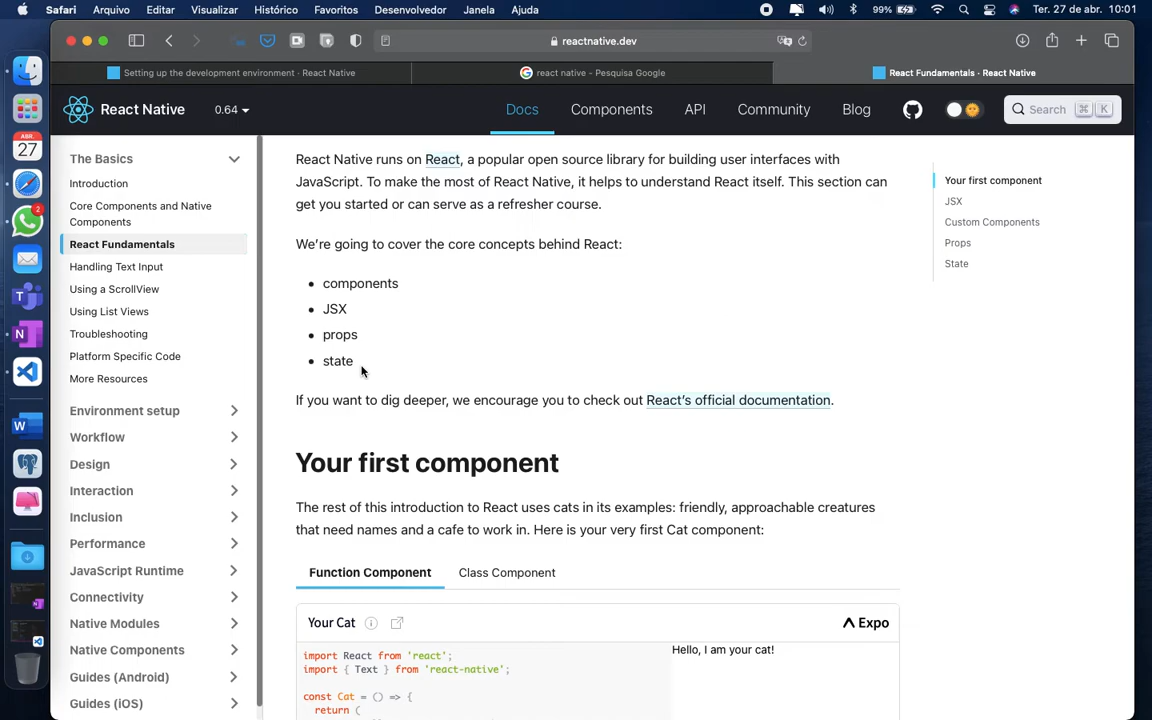 Safari Arquivo Editar Visualizar Histórico Favoritos Desenvolvedor Janela Ajuda 99% Ter. 27 de abr. 10:01
reactnative.dev
Setting up the development environment · React Native
react native - Pesquisa Google
React Fundamentals · React Native
React Native 0.64 Docs Components API Community Blog Search ⌘ K
ABR.
27
2
The Basics
Introduction
Core Components and Native
Components
React Fundamentals
Handling Text Input
Using a ScrollView
Using List Views
Troubleshooting
Platform Specific Code
More Resources
Environment setup
Workflow
Design
Interaction
Inclusion
Performance
JavaScript Runtime
Connectivity
Native Modules
Native Components
Guides (Android)
Guides (iOS)
React Native runs on React, a popular open source library for building user interfaces with
JavaScript. To make the most of React Native, it helps to understand React itself. This section can
get you started or can serve as a refresher course.
We're going to cover the core concepts behind React:
• components
• JSX
• props
• state
If you want to dig deeper, we encourage you to check out React's official documentation.
Your first component
The rest of this introduction to React uses cats in its examples: friendly, approachable creatures
that need names and a cafe to work in. Here is your very first Cat component:
Function Component Class Component
Your Cat Expo
import React from 'react';
import { Text } from 'react-native';
const Cat = () => {
return (
Hello, I am your cat!
Your first component
JSX
Custom Components
Props
State